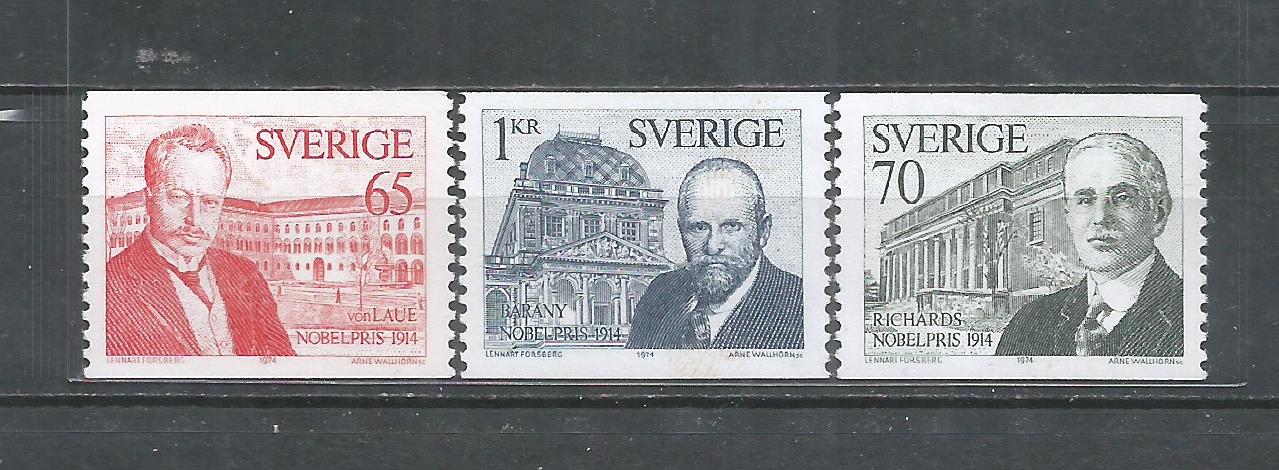 SVERIGE
65
von LAUE
NOBELPRIS 1914
LENNART FORSBERG 1974 ARNE WALLHORN SC
1 KR SVERIGE
BÁRÁNY
NOBELPRIS 1914
LENNART FORSBERG 1974 ARNE WALLHORN SC
SVERIGE
70
RICHARDS
NOBELPRIS 1914
LENNART FORSBERG 1974 ARNE WALLHORN SC